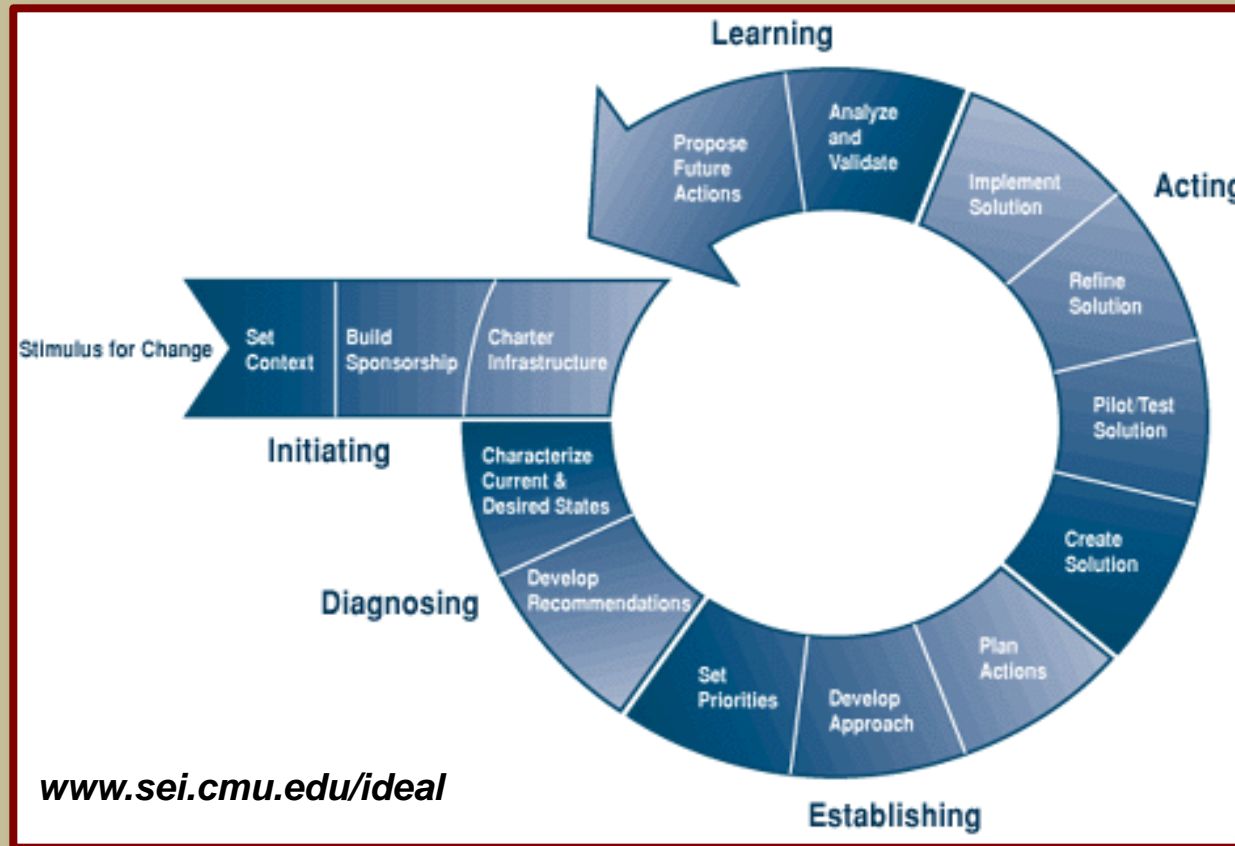 Learning
Analyze
and
Validate
Propose
Future
Actions
Implement
Solution
Acting
Refine
Solution
Stimulus for Change
Set
Context
Build
Sponsorship
Charter
Infrastructure
Pilot/Test
Solution
Initiating
Characterize
Current &
Desired States
Create
Solution
Diagnosing
Develop
Recommendations
Plan
Actions
Set
Priorities
Develop
Approach
www.sei.cmu.edu/ideal
Establishing